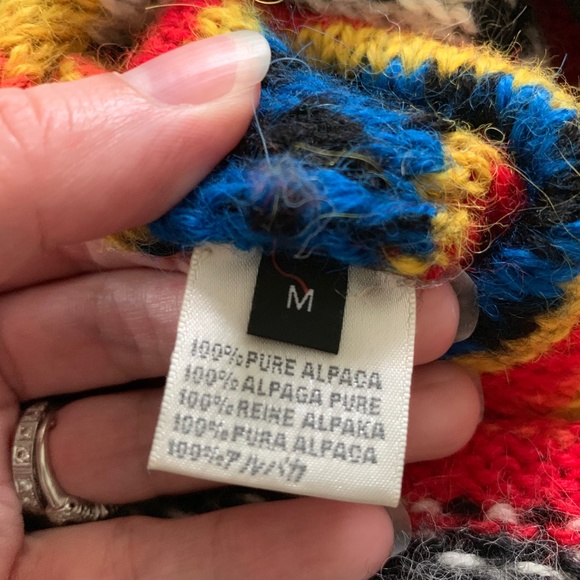 M
100% PURE ALPACA
100% ALPAGA PURE
100% REINE ALPAKA
100% PURA ALPACA
100% アルパカ